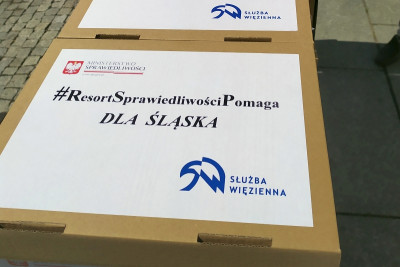 SŁUŻBA
WIĘZIENNA
MINISTERSTWO
SPRAWIEDLIWOŚCI
#ResortSprawiedliwościPomaga
DLA ŚLĄSKA
SŁUŻBA
WIĘZIENNA